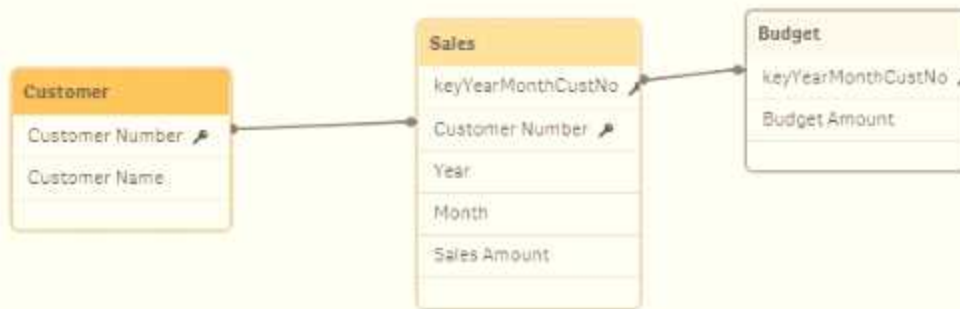 Customer
Customer Number
Customer Name
Sales
keyYearMonthCustNo
Customer Number
Year
Month
Sales Amount
Budget
keyYearMonthCustNo
Budget Amount